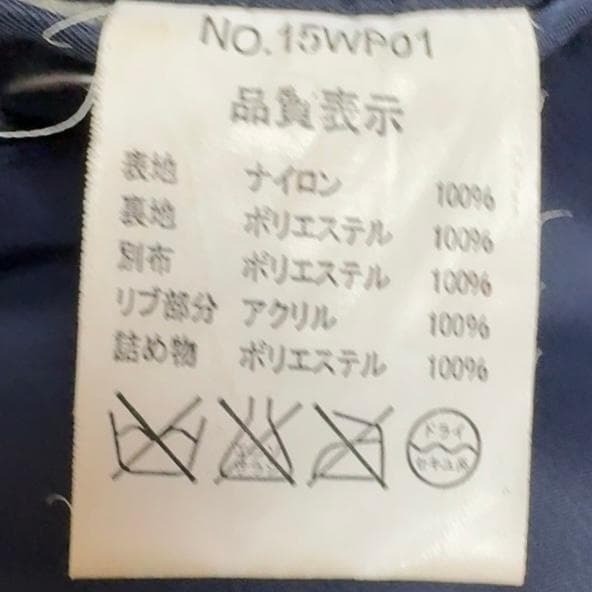 NO.15WP01
品質表示
表地 ナイロン 100%
裏地 ポリエステル 100%
別布 ポリエステル 100%
リブ部分 アクリル 100%
詰め物 ポリエステル 100%
ドライ
セキユ系